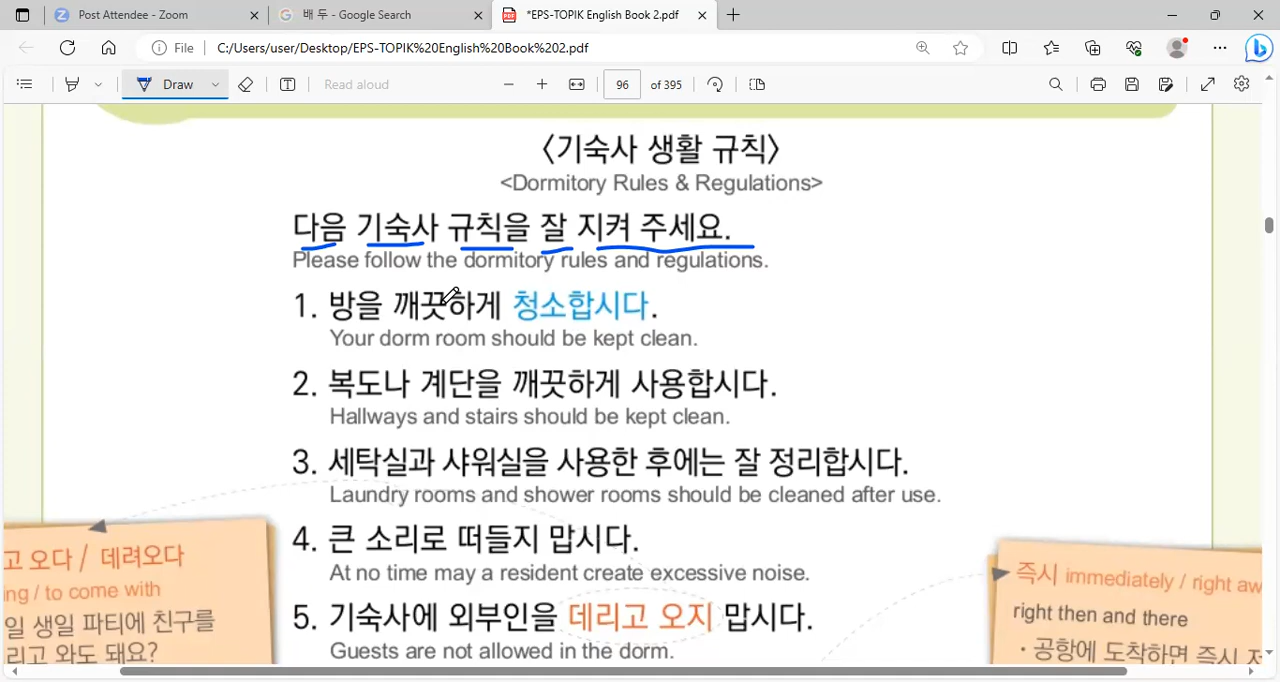 Post Attendee - Zoom
배 두 - Google Search
*EPS-TOPIK English Book 2.pdf
File
C:/Users/user/Desktop/EPS-TOPIK%20English%20Book%202.pdf
Draw
Read aloud
96 of 395
〈기숙사 생활 규칙〉
<Dormitory Rules & Regulations>
다음 기숙사 규칙을 잘 지켜 주세요.
Please follow the dormitory rules and regulations.
1. 방을 깨끗하게 청소합시다.
Your dorm room should be kept clean.
2. 복도나 계단을 깨끗하게 사용합시다.
Hallways and stairs should be kept clean.
3. 세탁실과 샤워실을 사용한 후에는 잘 정리합시다.
Laundry rooms and shower rooms should be cleaned after use.
4. 큰 소리로 떠들지 맙시다.
At no time may a resident create excessive noise.
5. 기숙사에 외부인을 데리고 오지 맙시다.
Guests are not allowed in the dorm.
고 오다 / 데려오다
ing / to come with
일 생일 파티에 친구를
리고 와도 돼요?
즉시 immediately / right aw
right then and there
· 공항에 도착하면 즉시 저